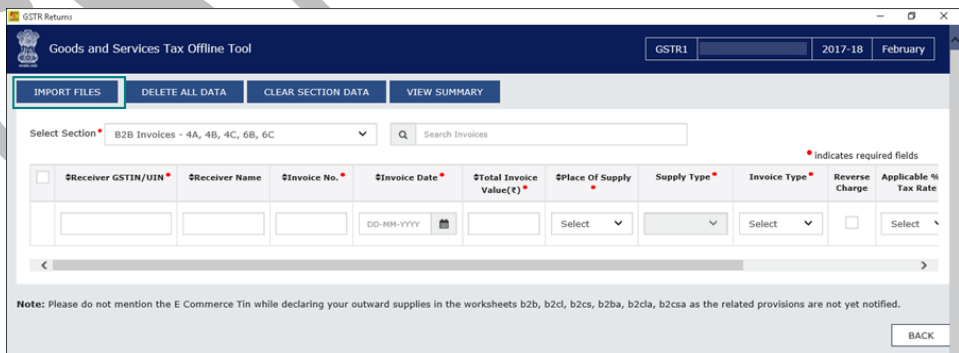 GSTR Returns
Goods and Services Tax Offline Tool GSTR1 2017-18 February
IMPORT FILES DELETE ALL DATA CLEAR SECTION DATA VIEW SUMMARY
Select Section* B2B Invoices - 4A, 4B, 4C, 6B, 6C Search Invoices
* indicates required fields
Receiver GSTIN/UIN* Receiver Name Invoice No.* Invoice Date* Total Invoice Value(₹)* Place Of Supply* Supply Type* Invoice Type* Reverse Charge Applicable % Tax Rate
DD-MM-YYYY Select Select Select
Note: Please do not mention the E Commerce Tin while declaring your outward supplies in the worksheets b2b, b2cl, b2cs, b2ba, b2cla, b2csa as the related provisions are not yet notified.
BACK